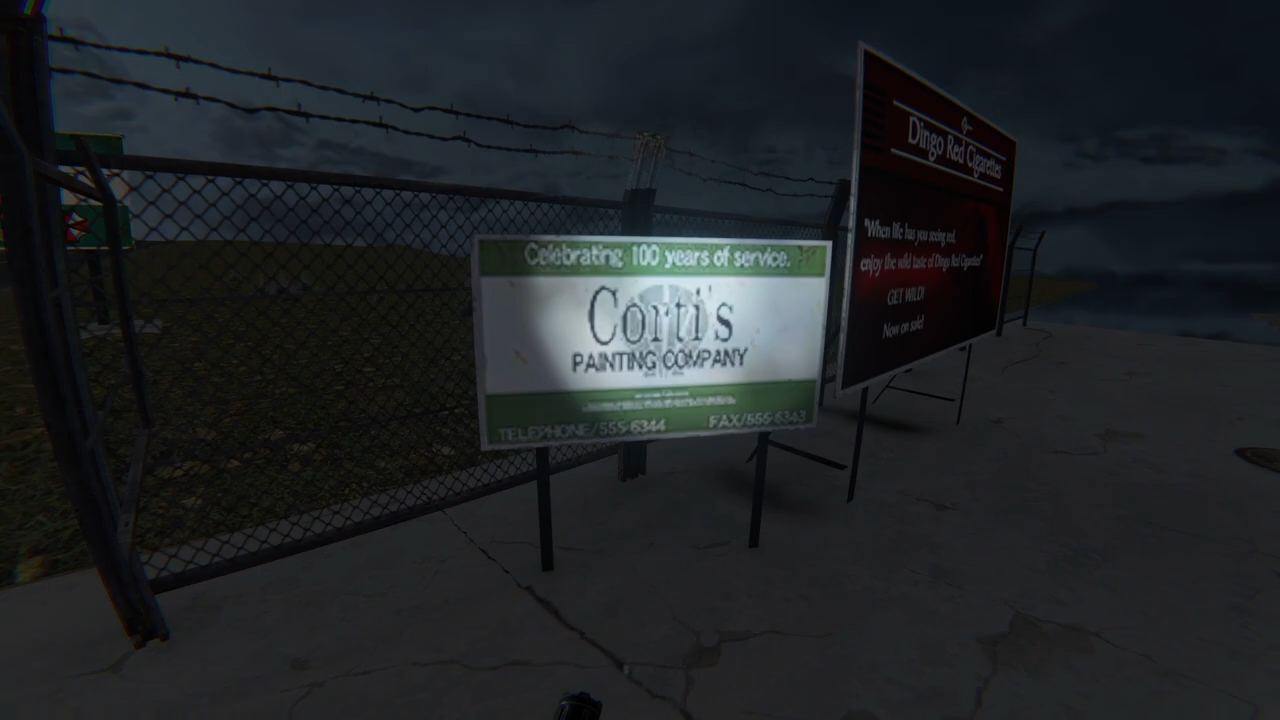 Celebrating 100 years of service.
Corti's
PAINTING COMPANY
TELEPHONE/555-6344
FAX/555-6343
Dingo Red Cigarettes
"When life has you seeing red,
enjoy the wild taste of Dingo Red Cigarettes"
GET WILD!
Now on sale!